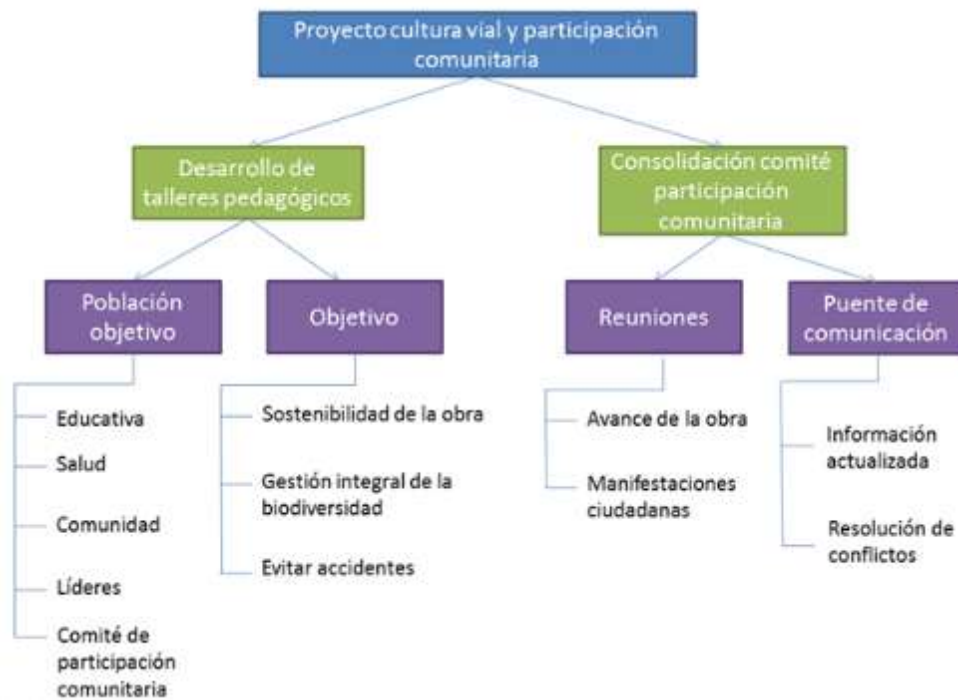 Proyecto cultura vial y participación
comunitaria
Desarrollo de
talleres pedagógicos
Consolidación comité
participación
comunitaria
Población
objetivo
Objetivo
Reuniones
Puente de
comunicación
Educativa
Salud
Comunidad
Líderes
Comité de
participación
comunitaria
Sostenibilidad de la obra
Gestión integral de la
biodiversidad
Evitar accidentes
Avance de la obra
Manifestaciones
ciudadanas
Información
actualizada
Resolución de
conflictos